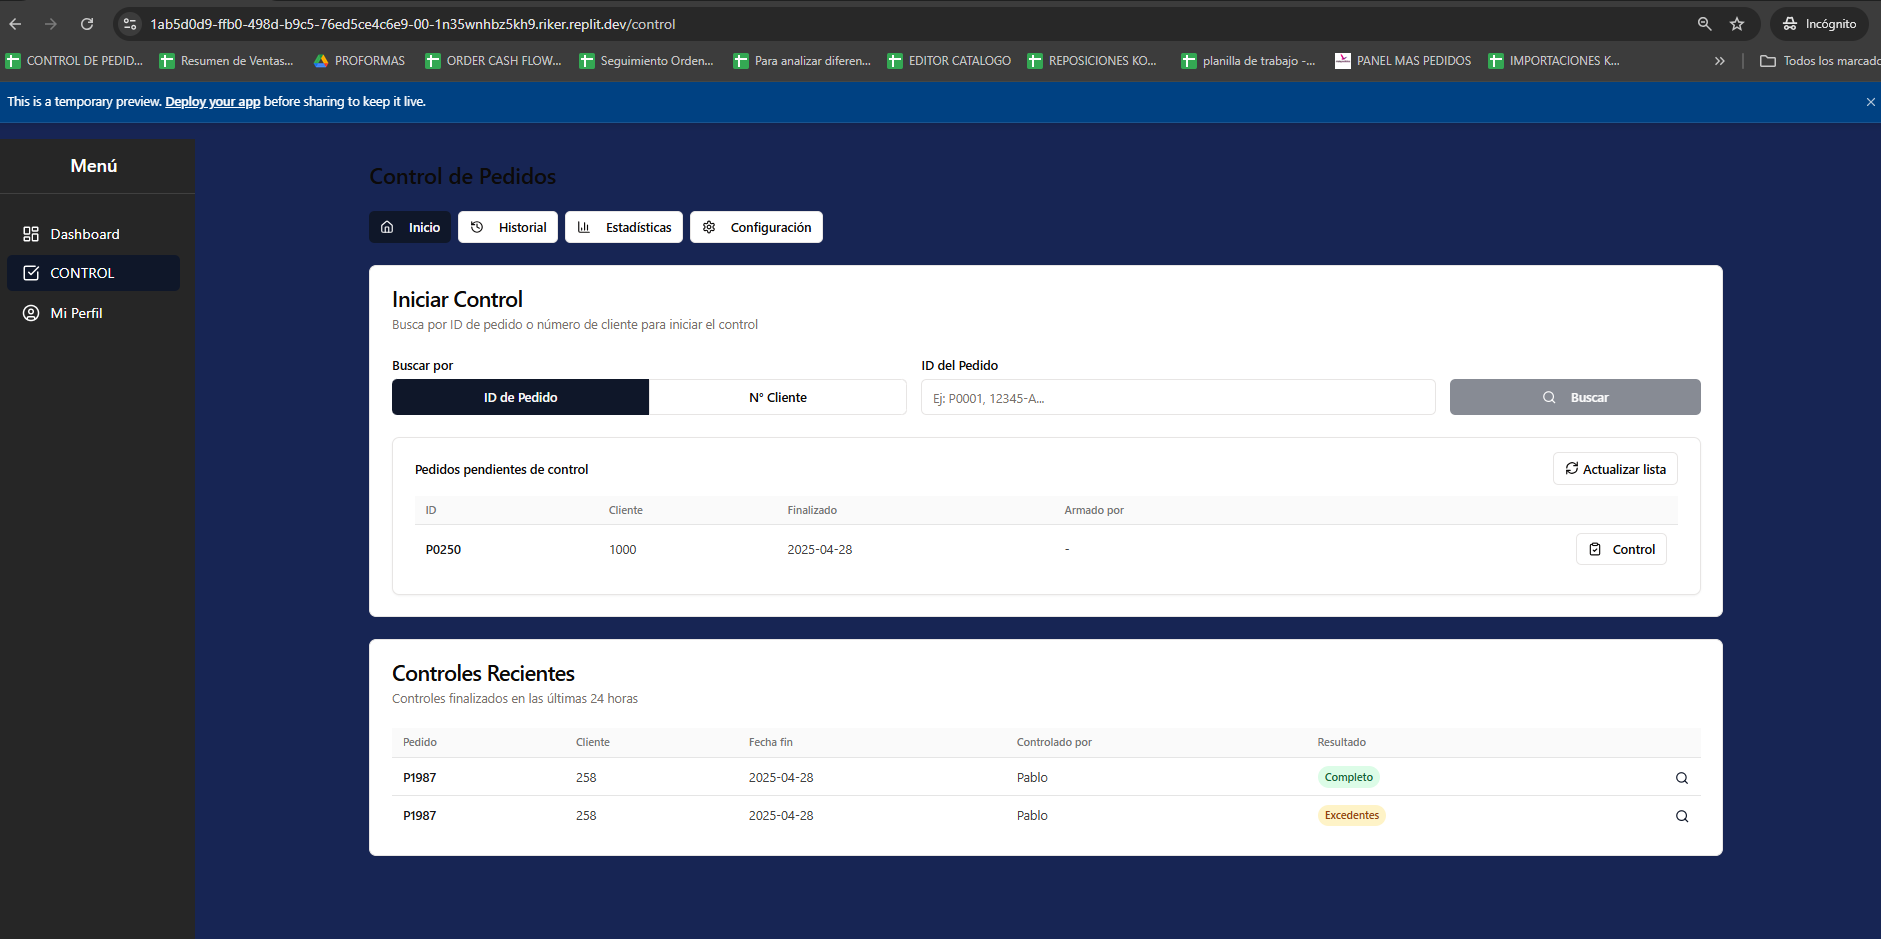 1ab5d0d9-ffb0-498d-b9c5-76ed5ce4c6e9-00-1n35wnhbz5kh9.riker.replit.dev/control
Incógnito
CONTROL DE PEDID...
Resumen de Ventas...
PROFORMAS
ORDER CASH FLOW...
Seguimiento Orden...
Para analizar diferen...
EDITOR CATALOGO
REPOSICIONES KO...
planilla de trabajo -...
PANEL MAS PEDIDOS
IMPORTACIONES K...
Todos los marcado
This is a temporary preview. Deploy your app before sharing to keep it live.
Menú
Dashboard
CONTROL
Mi Perfil
Control de Pedidos
Inicio
Historial
Estadísticas
Configuración
Iniciar Control
Busca por ID de pedido o número de cliente para iniciar el control
Buscar por
ID del Pedido
ID de Pedido
N° Cliente
Ej: P0001, 12345-A...
Buscar
Pedidos pendientes de control
Actualizar lista
ID Cliente Finalizado Armado por
P0250 1000 2025-04-28 - Control
Controles Recientes
Controles finalizados en las últimas 24 horas
Pedido Cliente Fecha fin Controlado por Resultado
P1987 258 2025-04-28 Pablo Completo
P1987 258 2025-04-28 Pablo Excedentes